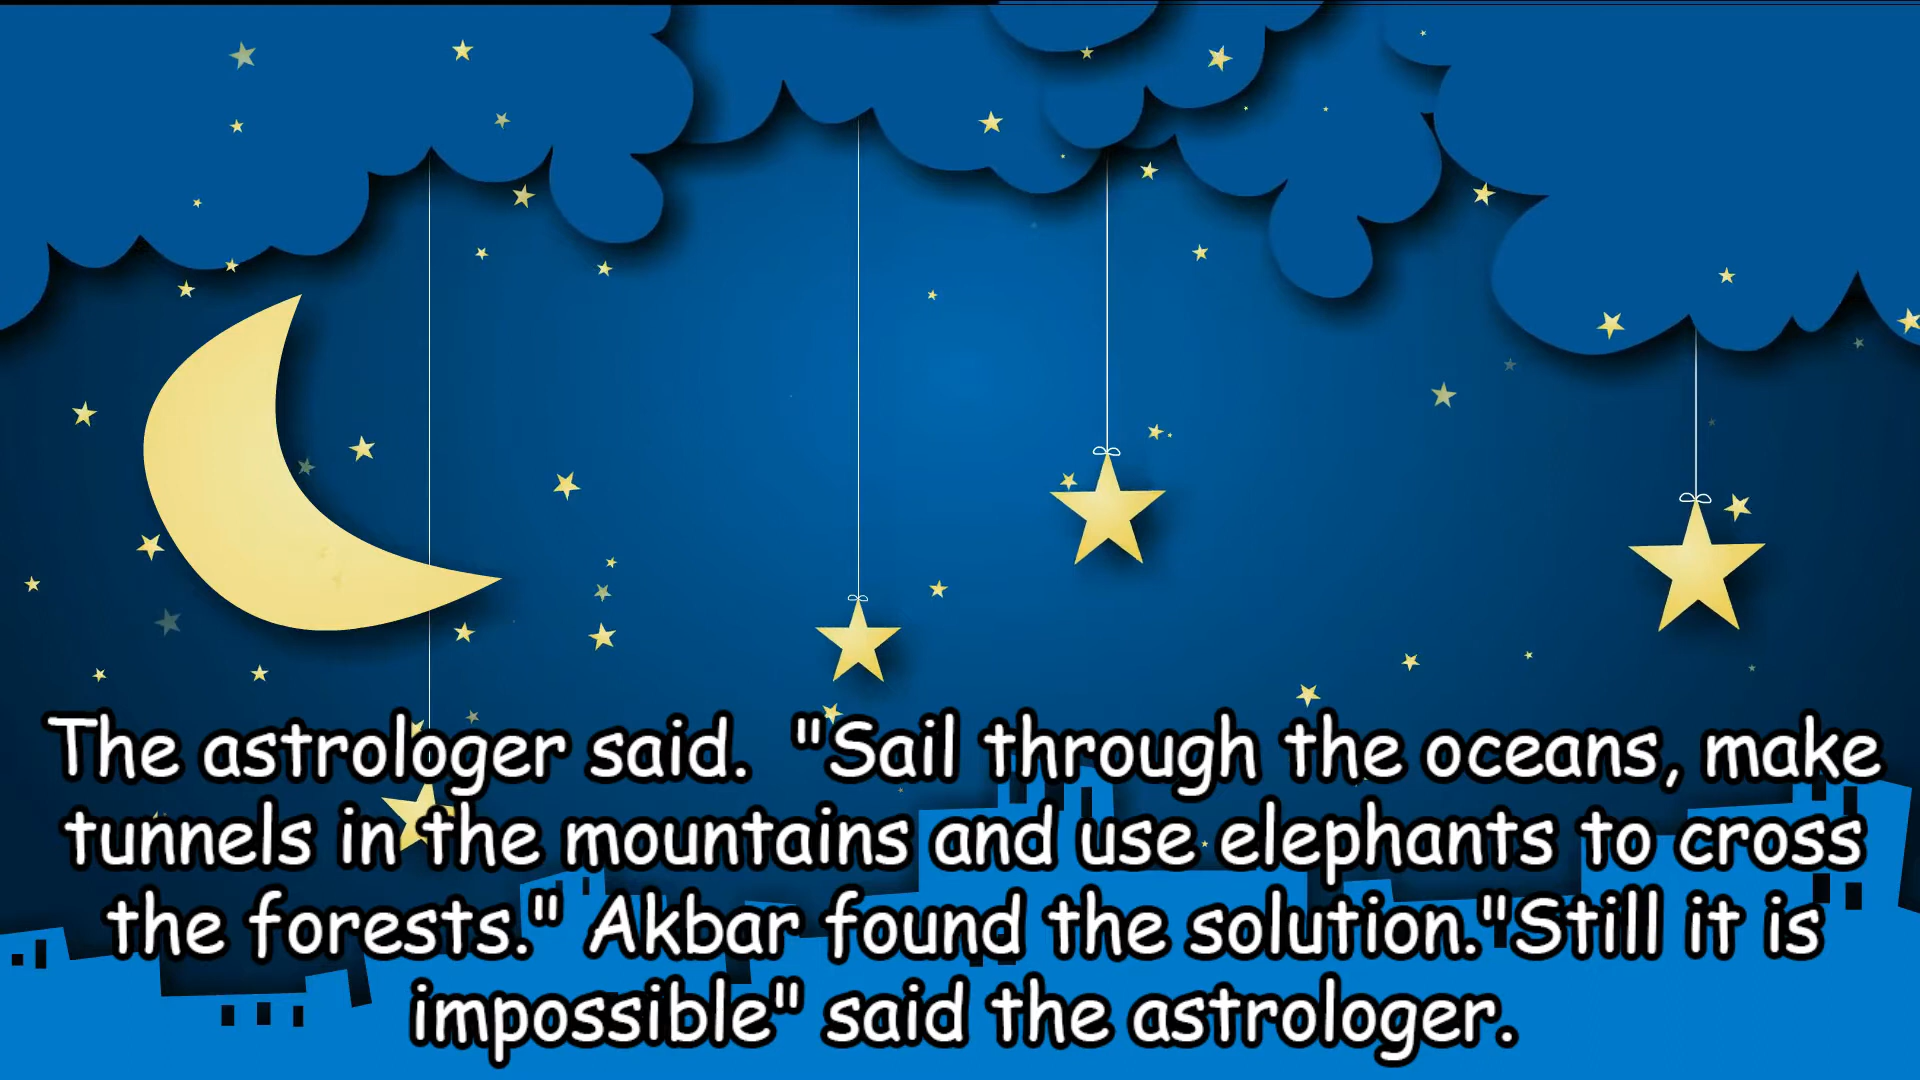 The astrologer said.  "Sail through the oceans, make
tunnels in the mountains and use elephants to cross
the forests." Akbar found the solution."Still it is
impossible" said the astrologer.